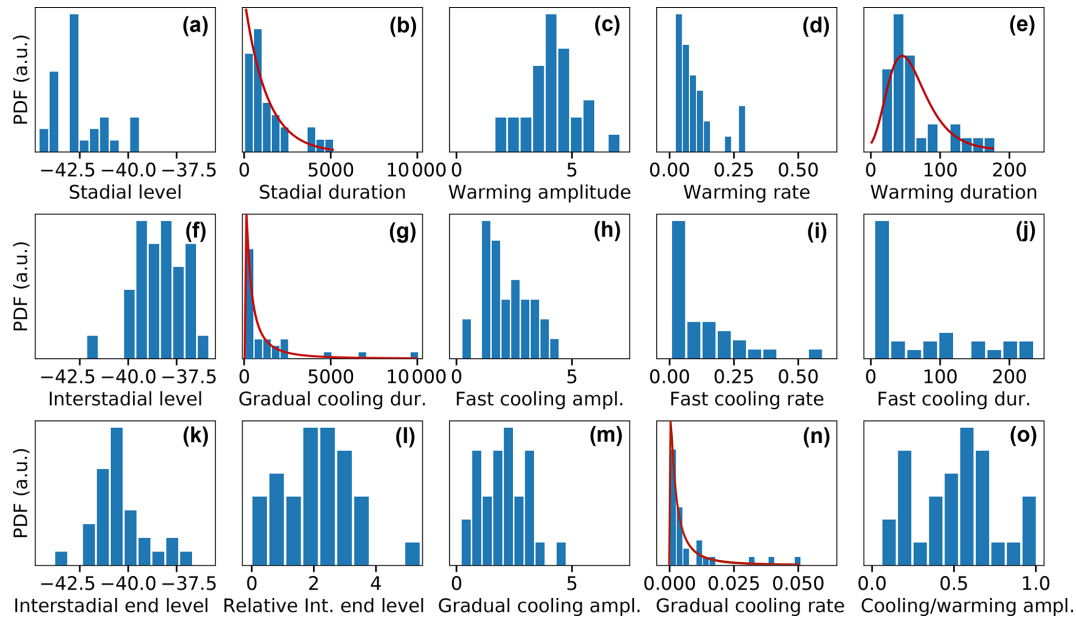 (a) (b) (c) (d) (e)
PDF (a.u.)
−42.5 −40.0 −37.5 0 5000 10000 0 5 0.00 0.25 0.50 0 100 200
Stadial level Stadial duration Warming amplitude Warming rate Warming duration
(f) (g) (h) (i) (j)
PDF (a.u.)
−42.5 −40.0 −37.5 0 5000 10000 0 5 0.00 0.25 0.50 0 100 200
Interstadial level Gradual cooling dur. Fast cooling ampl. Fast cooling rate Fast cooling dur.
(k) (l) (m) (n) (o)
PDF (a.u.)
−42.5 −40.0 −37.5 0 2 4 0 5 0.000 0.025 0.050 0.0 0.5 1.0
Interstadial end level Relative Int. end level Gradual cooling ampl. Gradual cooling rate Cooling/warming ampl.